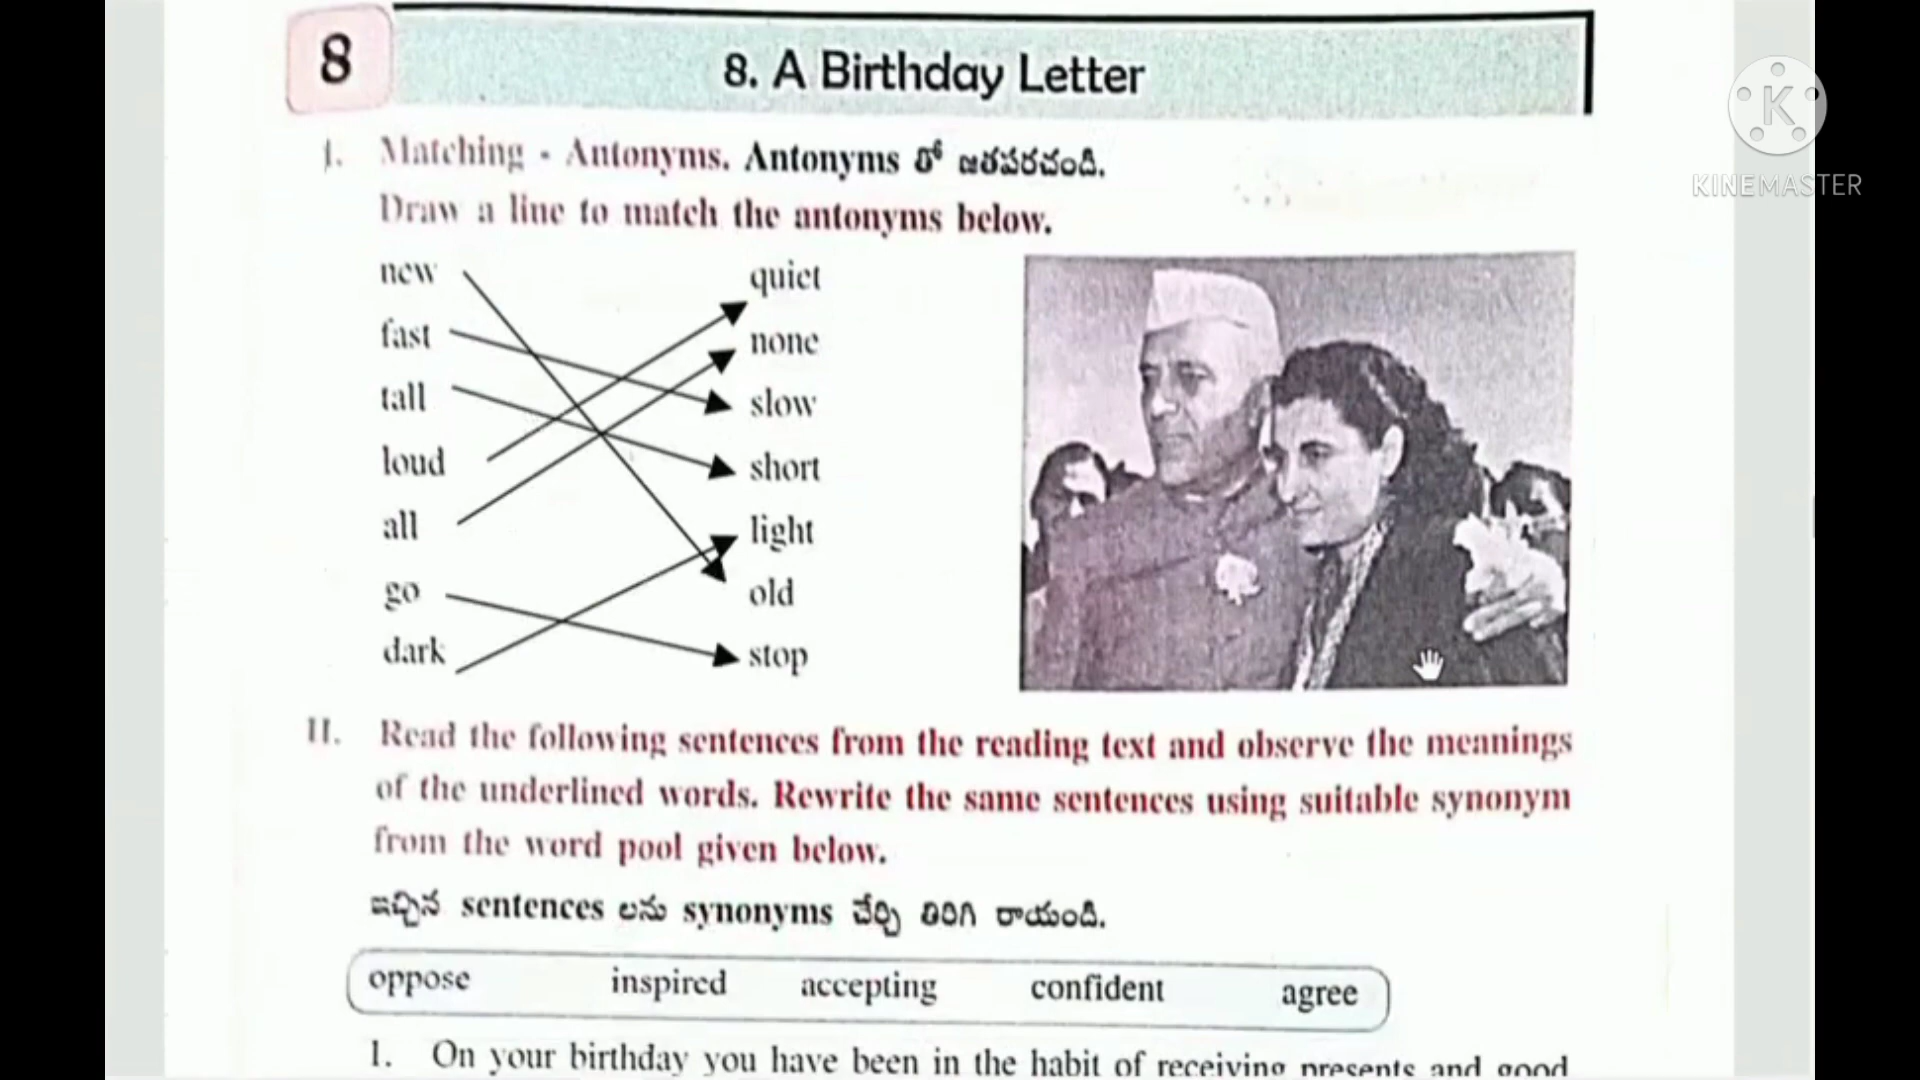 8
8. A Birthday Letter
K
KINEMASTER
I. Matching - Antonyms. Antonyms తో జతపరచండి.
Draw a line to match the antonyms below.
new quiet
fast none
tall slow
loud short
all light
go old
dark stop
II. Read the following sentences from the reading text and observe the meanings
of the underlined words. Rewrite the same sentences using suitable synonym
from the word pool given below.
ఇచ్చిన sentences లను synonyms చేర్చి తిరిగి రాయండి.
oppose inspired accepting confident agree
1. On your birthday you have been in the habit of receiving presents and good